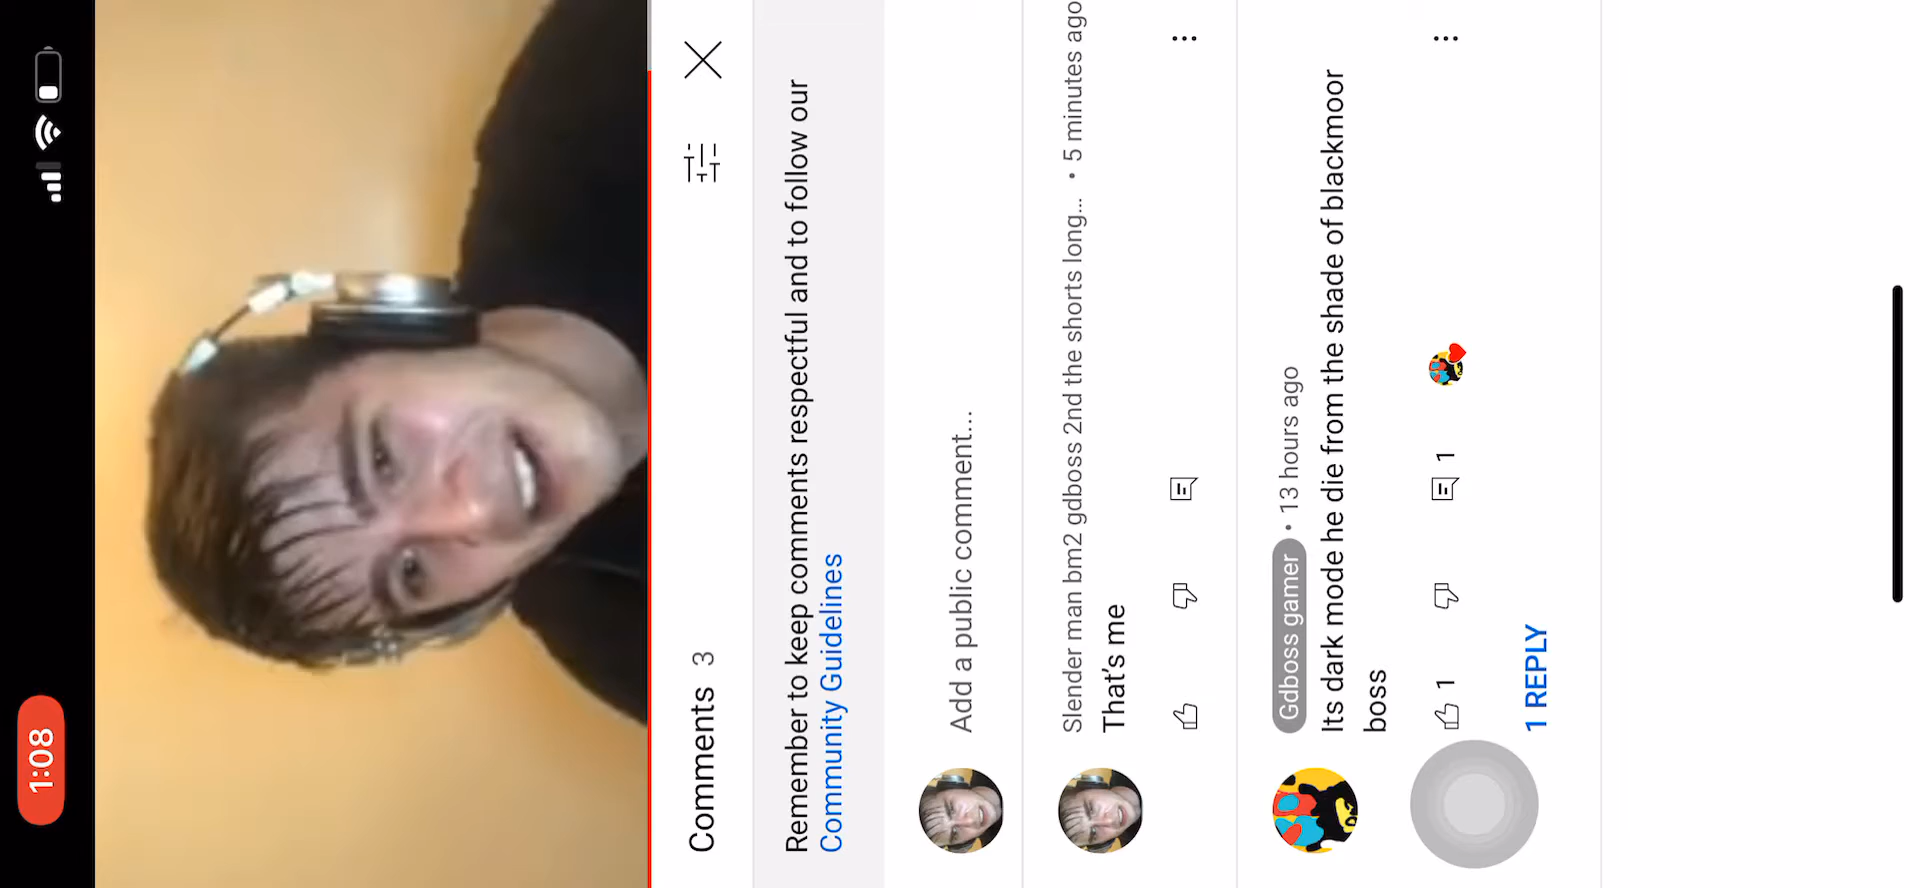 1:08
Comments 3
Remember to keep comments respectful and to follow our
Community Guidelines
Add a public comment...
Slender man bm2 gdboss 2nd the shorts long... • 5 minutes ago
That's me
Gdboss gamer • 13 hours ago
Its dark mode he die from the shade of blackmoor
boss
1 1
1 REPLY